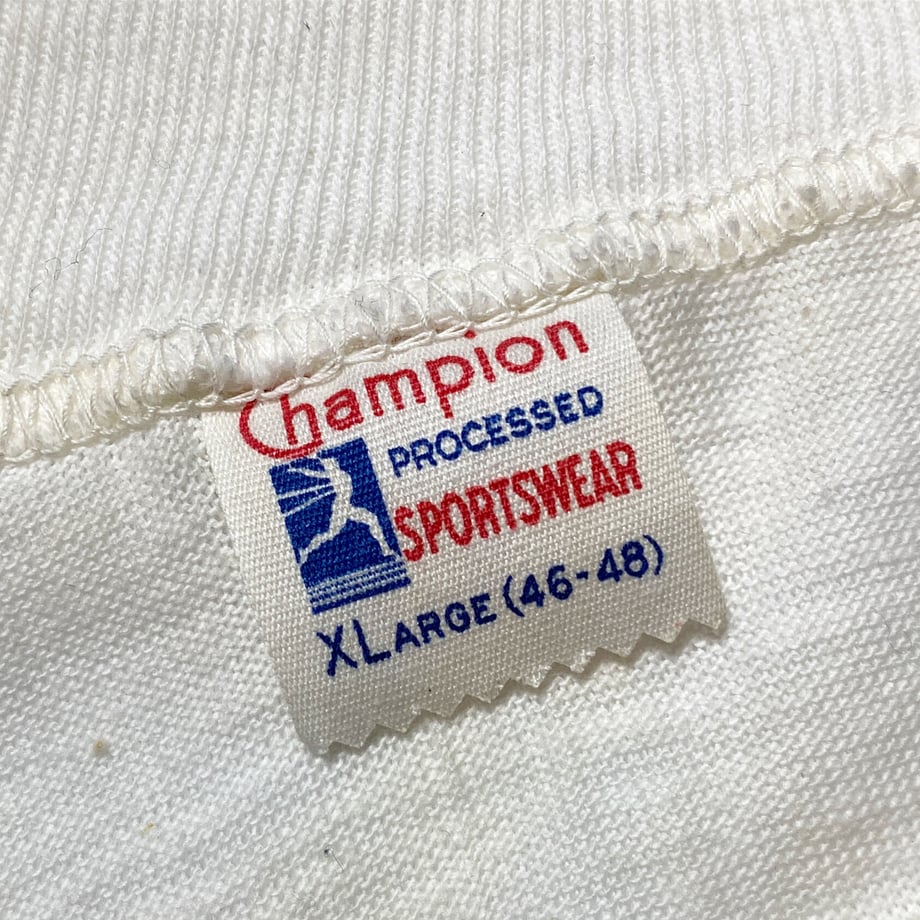 Champion
PROCESSED
SPORTSWEAR
XLARGE (46-48)